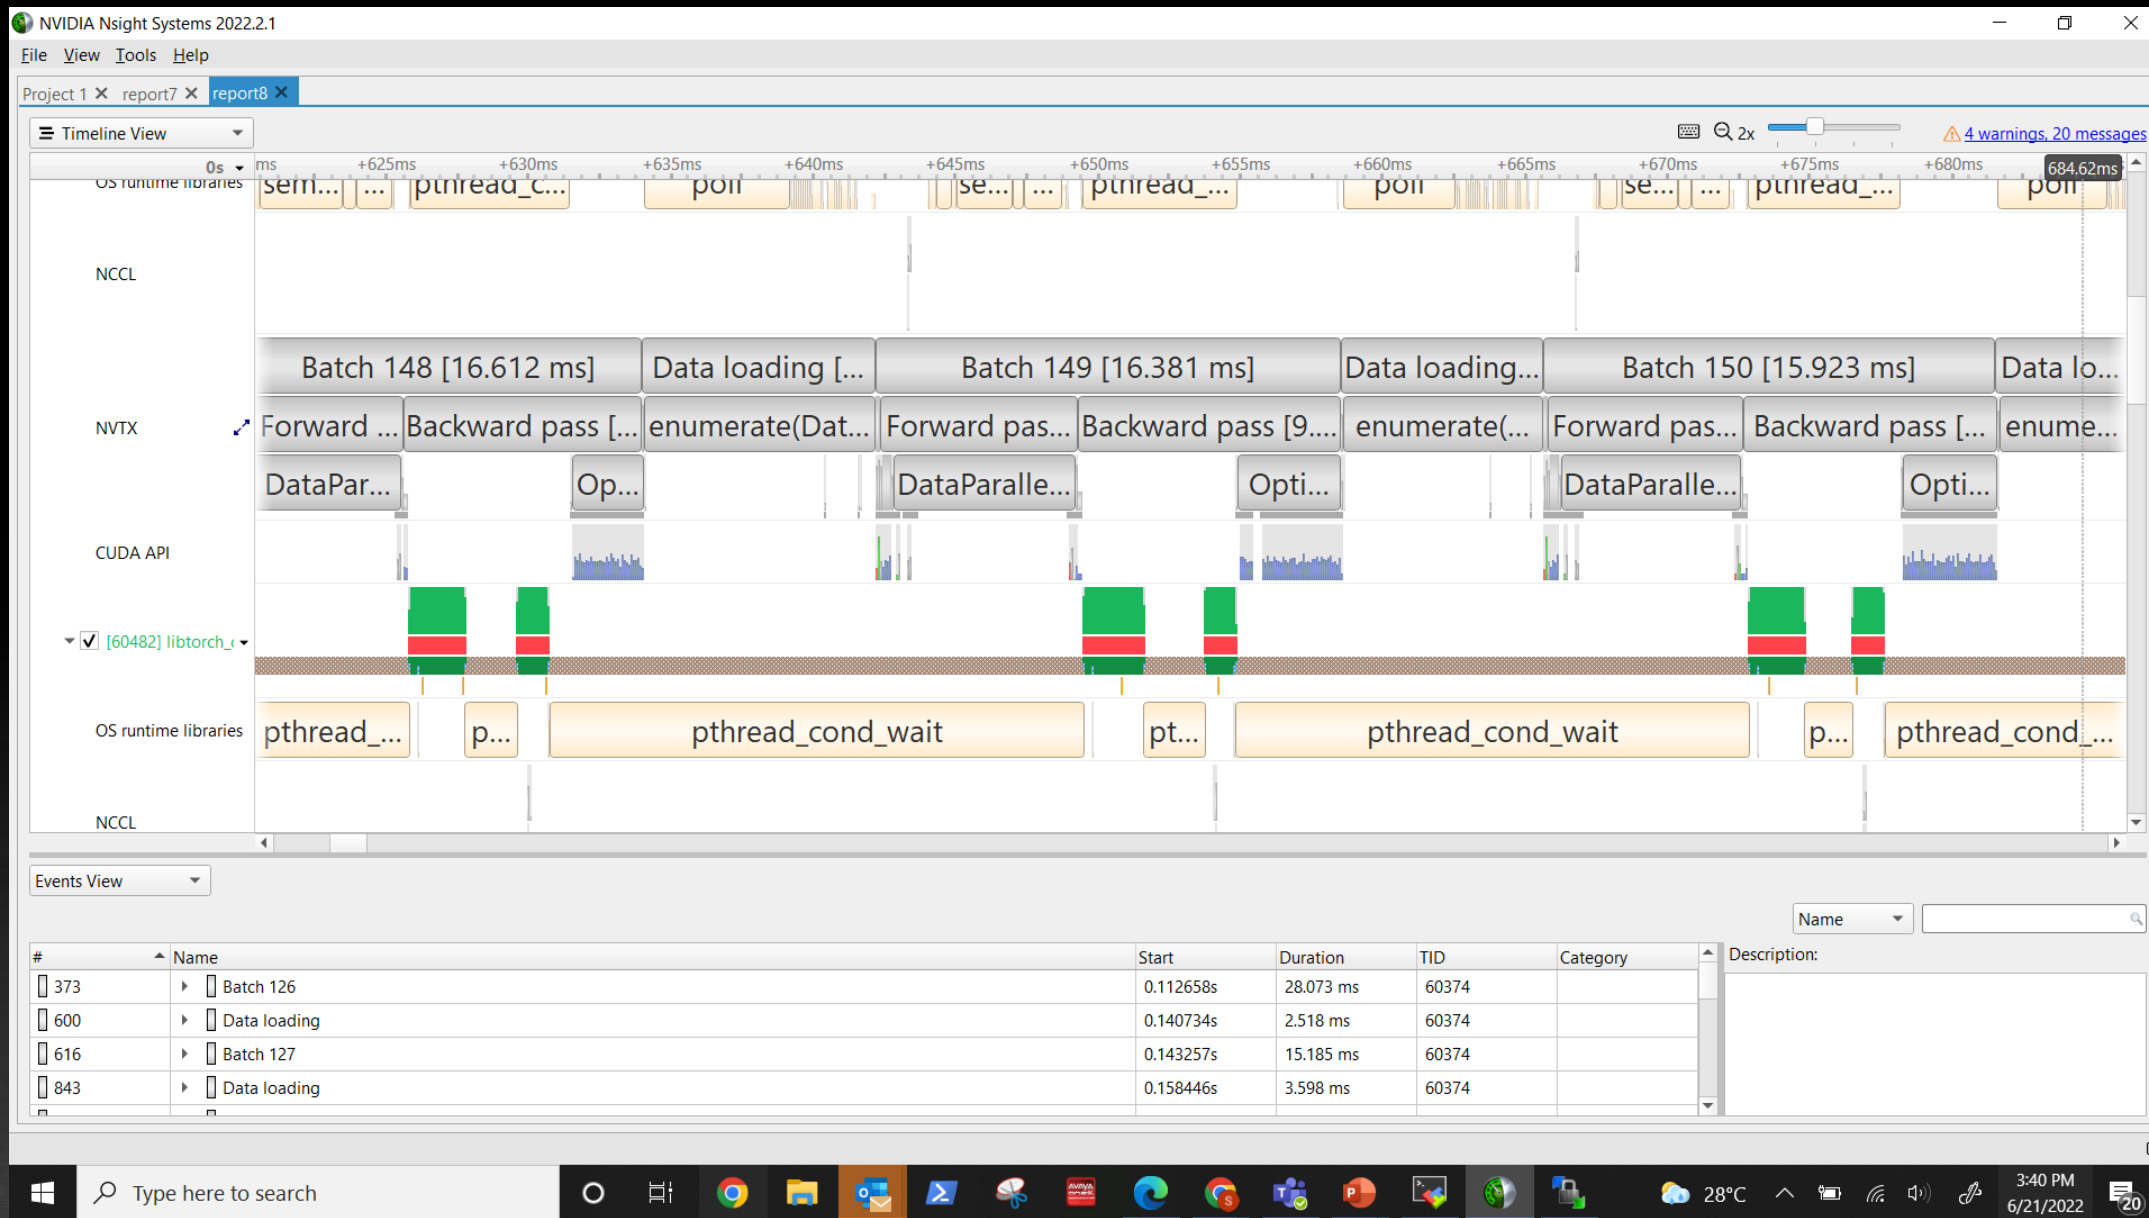 NVIDIA Nsight Systems 2022.2.1
File View Tools Help
Project 1 report7 report8
Timeline View 2x 4 warnings, 20 messages
0s ms +625ms +630ms +635ms +640ms +645ms +650ms +655ms +660ms +665ms +670ms +675ms +680ms 684.62ms
OS runtime libraries sem... ... pthread_c... poll se... ... pthread_... poll se... ... pthread_... poll
NCCL
Batch 148 [16.612 ms] Data loading [... Batch 149 [16.381 ms] Data loading... Batch 150 [15.923 ms] Data lo...
NVTX Forward ... Backward pass [... enumerate(Dat... Forward pas... Backward pass [9.... enumerate(... Forward pas... Backward pass [... enume...
DataPar... Op... DataParalle... Opti... DataParalle... Opti...
CUDA API
[60482] libtorch_
OS runtime libraries pthread_... p... pthread_cond_wait pt... pthread_cond_wait p... pthread_cond_...
NCCL
Events View
Name
# Name Start Duration TID Category Description:
373 Batch 126 0.112658s 28.073 ms 60374
600 Data loading 0.140734s 2.518 ms 60374
616 Batch 127 0.143257s 15.185 ms 60374
843 Data loading 0.158446s 3.598 ms 60374
Type here to search 28°C 3:40 PM
6/21/2022 20